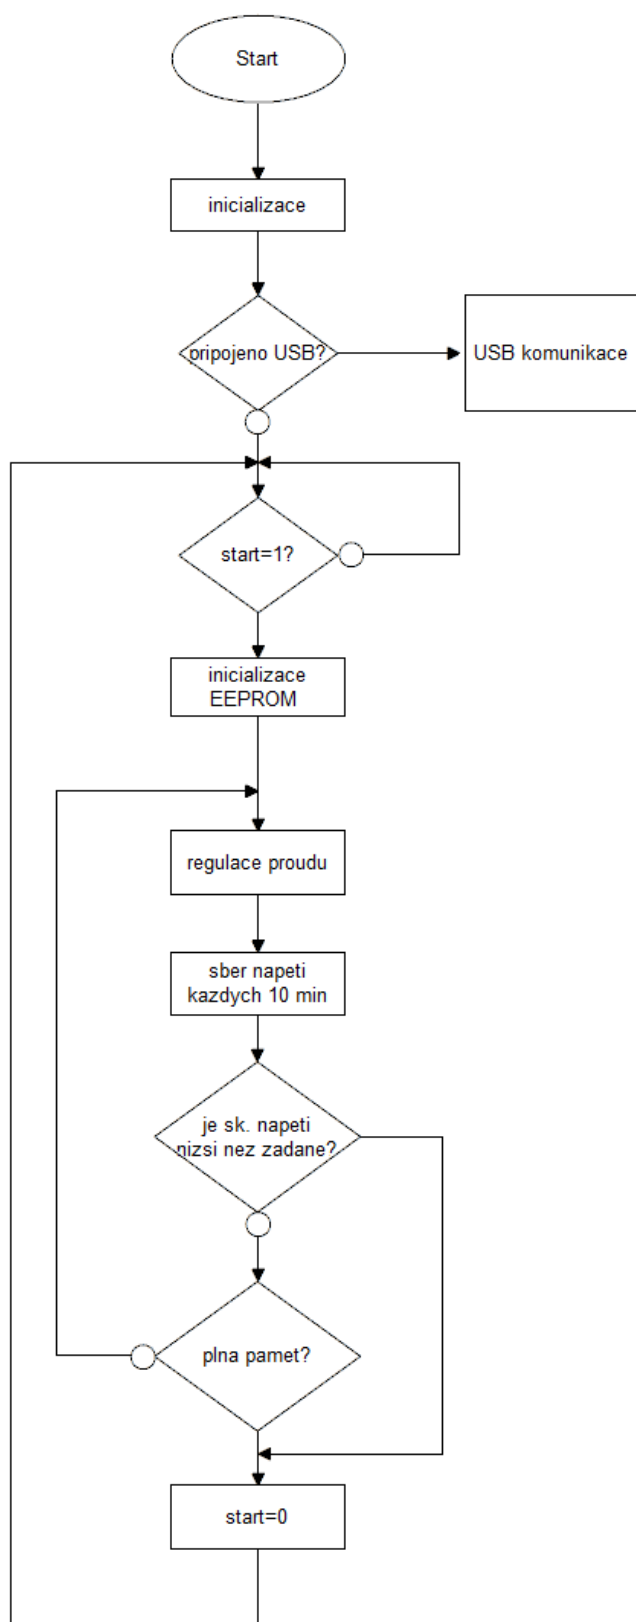 Start
inicializace
pripojeno USB?
USB komunikace
start=1?
inicializace
EEPROM
regulace proudu
sber napeti
kazdych 10 min
je sk. napeti
nizsi nez zadane?
plna pamet?
start=0